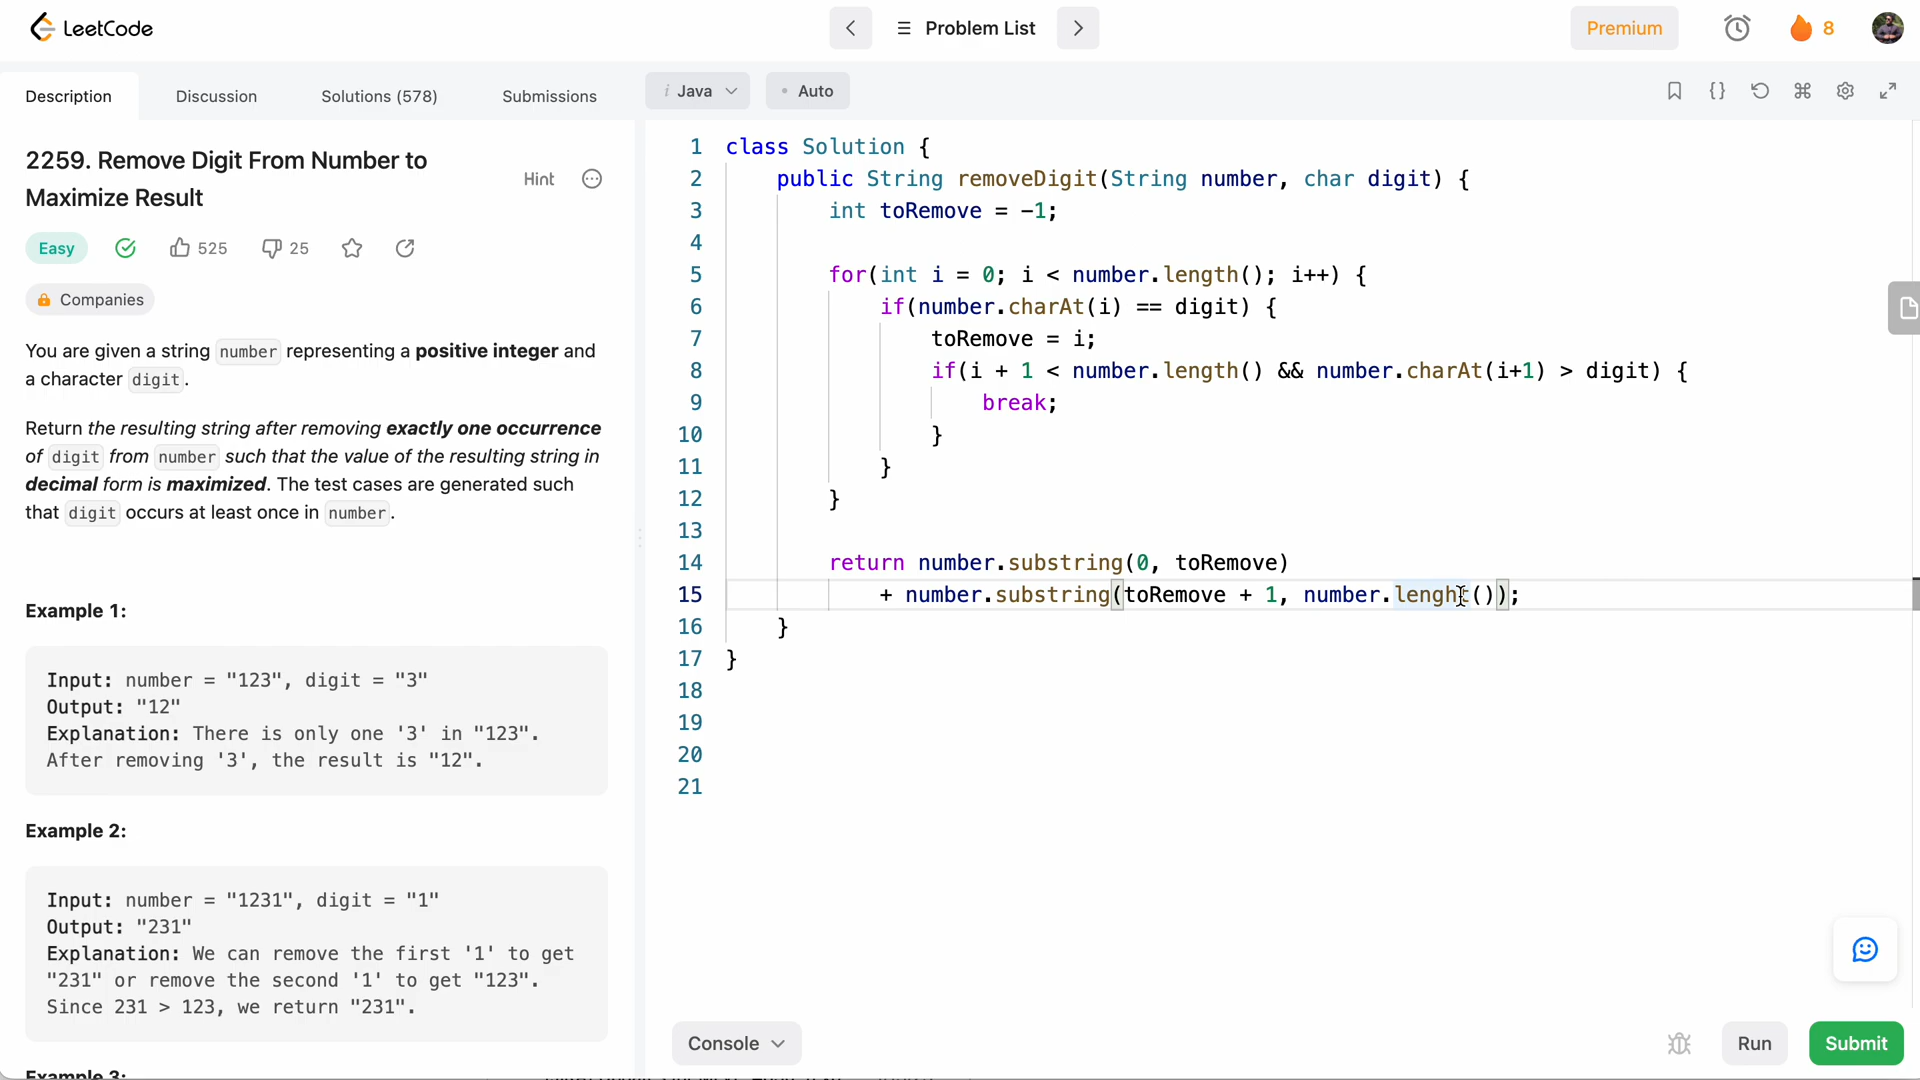 LeetCode
Problem List
Premium
8
Description
Discussion
Solutions (578)
Submissions
i Java
• Auto
2259. Remove Digit From Number to
Maximize Result
Hint
Easy
525
25
Companies
You are given a string number representing a positive integer and
a character digit.
Return the resulting string after removing exactly one occurrence
of digit from number such that the value of the resulting string in
decimal form is maximized. The test cases are generated such
that digit occurs at least once in number.
Example 1:
Input: number = "123", digit = "3"
Output: "12"
Explanation: There is only one '3' in "123".
After removing '3', the result is "12".
Example 2:
Input: number = "1231", digit = "1"
Output: "231"
Explanation: We can remove the first '1' to get
"231" or remove the second '1' to get "123".
Since 231 > 123, we return "231".
Example 3:
1 class Solution {
2 public String removeDigit(String number, char digit) {
3 int toRemove = -1;
4
5 for(int i = 0; i < number.length(); i++) {
6 if(number.charAt(i) == digit) {
7 toRemove = i;
8 if(i + 1 < number.length() && number.charAt(i+1) > digit) {
9 break;
10 }
11 }
12 }
13
14 return number.substring(0, toRemove)
15 + number.substring(toRemove + 1, number.lenght());
16 }
17 }
18
19
20
21
Console
Run
Submit